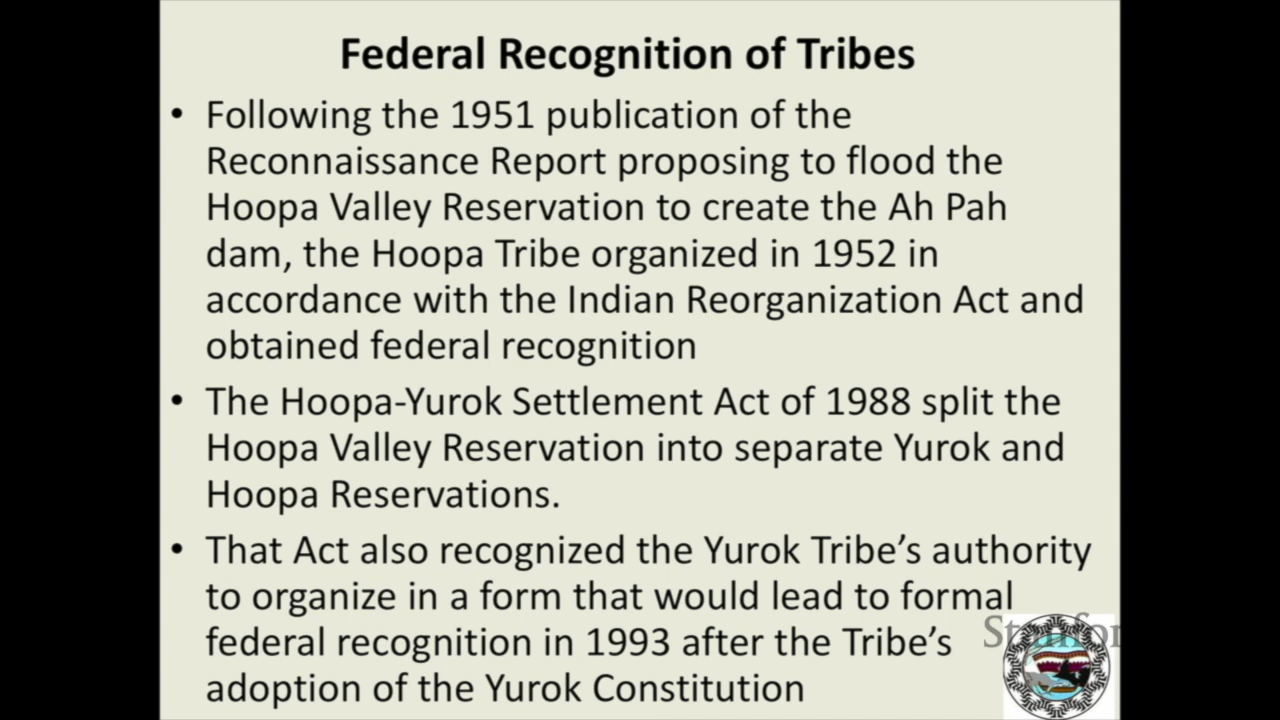 Federal Recognition of Tribes
• Following the 1951 publication of the
Reconnaissance Report proposing to flood the
Hoopa Valley Reservation to create the Ah Pah
dam, the Hoopa Tribe organized in 1952 in
accordance with the Indian Reorganization Act and
obtained federal recognition
• The Hoopa-Yurok Settlement Act of 1988 split the
Hoopa Valley Reservation into separate Yurok and
Hoopa Reservations.
• That Act also recognized the Yurok Tribe’s authority
to organize in a form that would lead to formal
federal recognition in 1993 after the Tribe’s
adoption of the Yurok Constitution